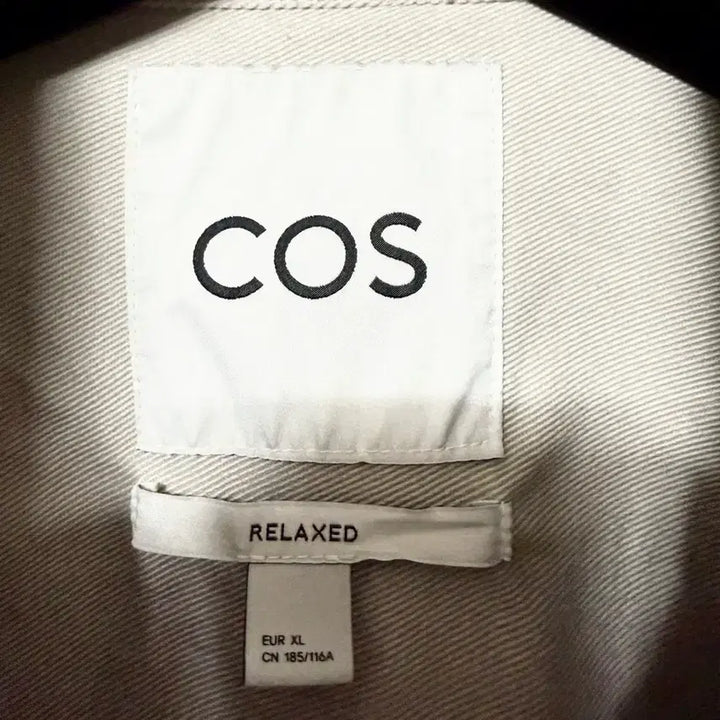 COS
RELAXED
EUR XL
CN 185/116A